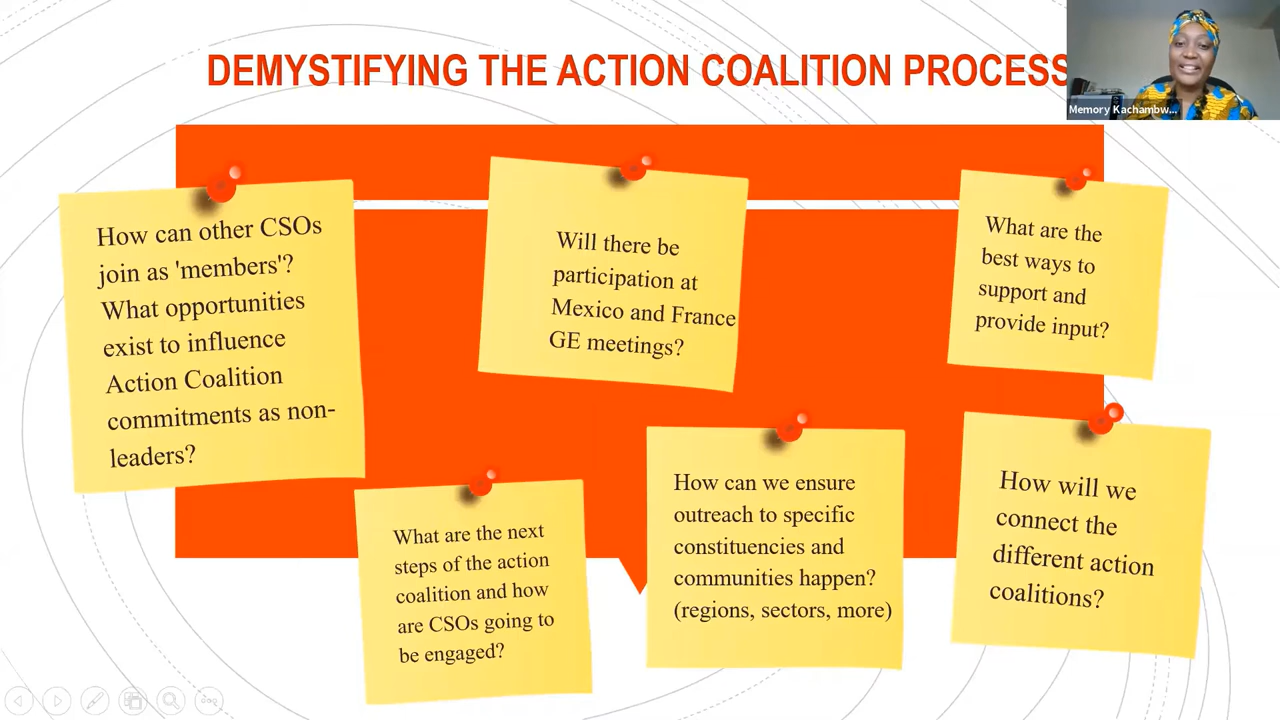 DEMYSTIFYING THE ACTION COALITION PROCESS
Memory Kachambw...
How can other CSOs
join as 'members'?
What opportunities
exist to influence
Action Coalition
commitments as non-
leaders?
Will there be
participation at
Mexico and France
GE meetings?
What are the
best ways to
support and
provide input?
What are the next
steps of the action
coalition and how
are CSOs going to
be engaged?
How can we ensure
outreach to specific
constituencies and
communities happen?
(regions, sectors, more)
How will we
connect the
different action
coalitions?